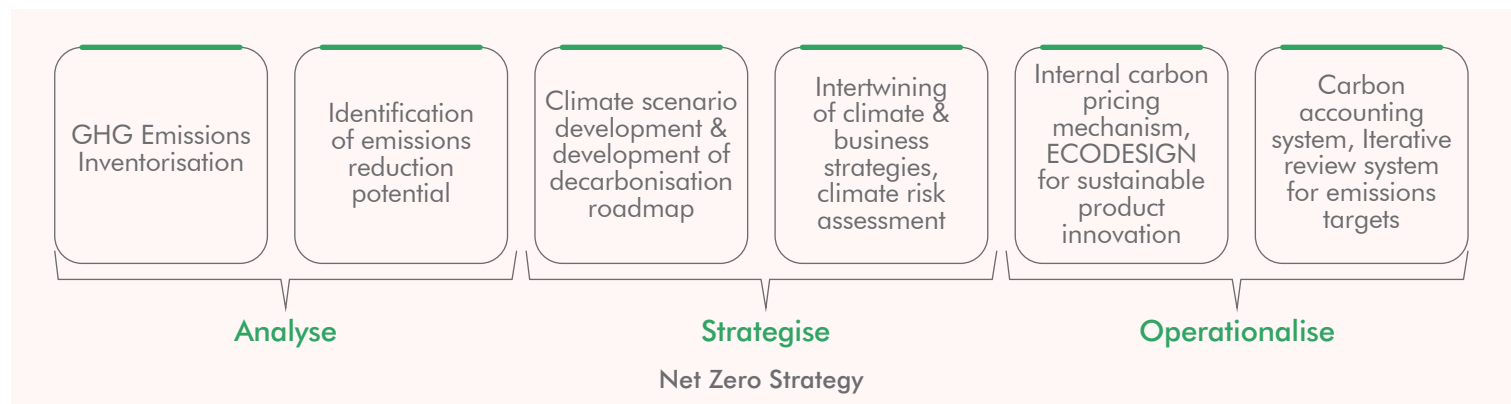 GHG Emissions
Inventorisation
Identification
of emissions
reduction
potential
Climate scenario
development &
development of
decarbonisation
roadmap
Intertwining
of climate &
business
strategies,
climate risk
assessment
Internal carbon
pricing
mechanism,
ECODESIGN
for sustainable
product
innovation
Carbon
accounting
system, Iterative
review system
for emissions
targets
Analyse
Strategise
Operationalise
Net Zero Strategy